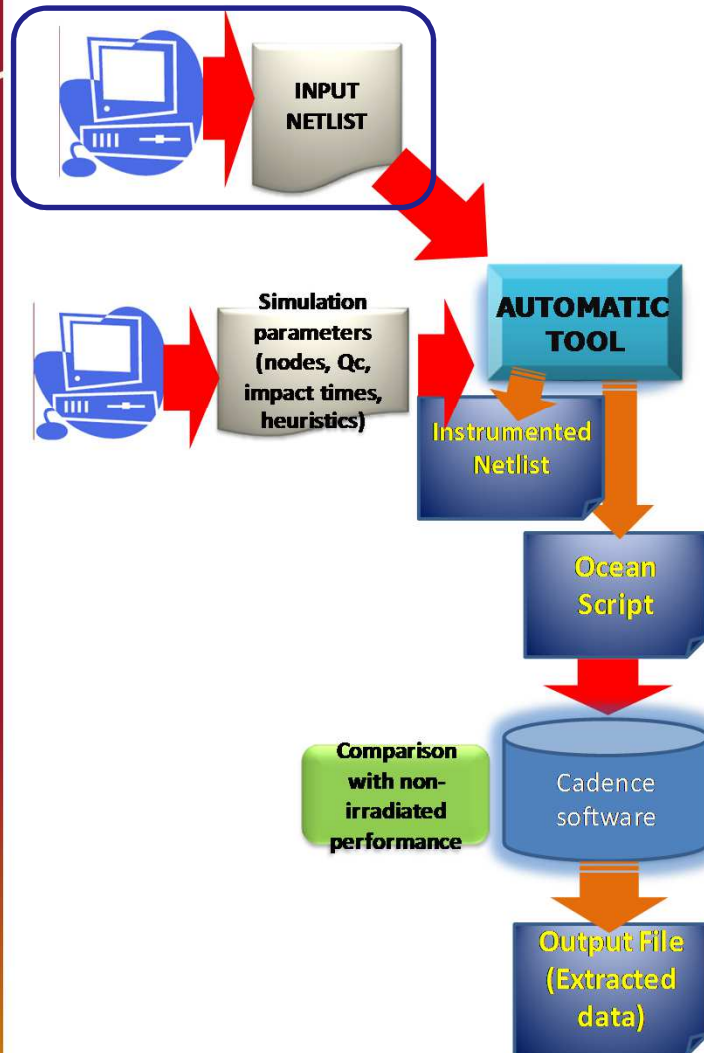 INPUT
NETLIST
Simulation
parameters
(nodes, Qc,
impact times,
heuristics)
AUTOMATIC
TOOL
Instrumented
Netlist
Ocean
Script
Comparison
with non-
irradiated
performance
Cadence
software
Output File
(Extracted
data)